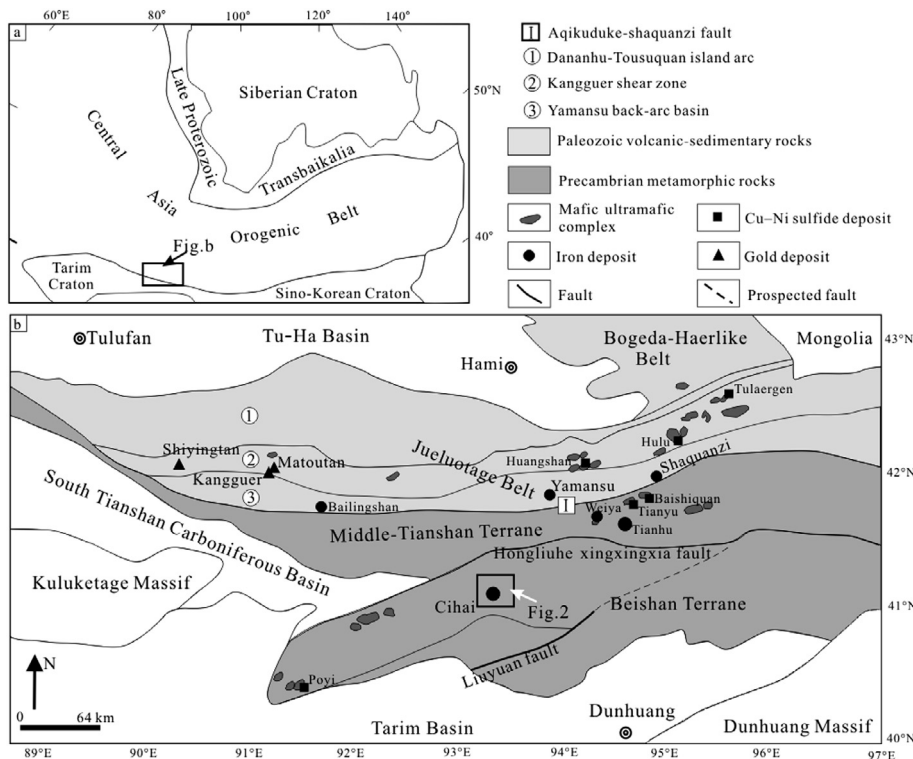 60°E
80°
100°
120°
140°E
a
50°N
40°
Siberian Craton
Late Proterozoic
Transbaikalia
Central
Asia
Orogenic Belt
Fig.b
Tarim
Craton
Sino-Korean Craton
I Aqikuduke-shaquanzi fault
① Dananhu-Tousuquan island arc
② Kangguer shear zone
③ Yamansu back-arc basin
Paleozoic volcanic-sedimentary rocks
Precambrian metamorphic rocks
Mafic ultramafic
complex
Cu–Ni sulfide deposit
Iron deposit
Gold deposit
Fault
Prospected fault
b
Tulufan
Tu-Ha Basin
Hami
Bogeda-Haerlike
Belt
Mongolia
43°N
Tulaergen
①
Hulu
42°N
Shiyingtan
②
Matoutan
Kangguer
③
Jueluotage Belt
Huangshan
Shaquanzi
Yamansu
I
Bailingshan
Weiya
Baishiquan
Tianyu
Tianhu
South Tianshan Carboniferous Basin
Middle-Tianshan Terrane
Hongliuhe xingxingxia fault
Kuluketage Massif
Cihai
Fig.2
Beishan Terrane
41°N
Liuyuan fault
N
Poyi
0 64 km
Tarim Basin
Dunhuang
Dunhuang Massif
40°N
89°E
90°E
91°E
92°E
93°E
94°E
95°E
96°E
97°E